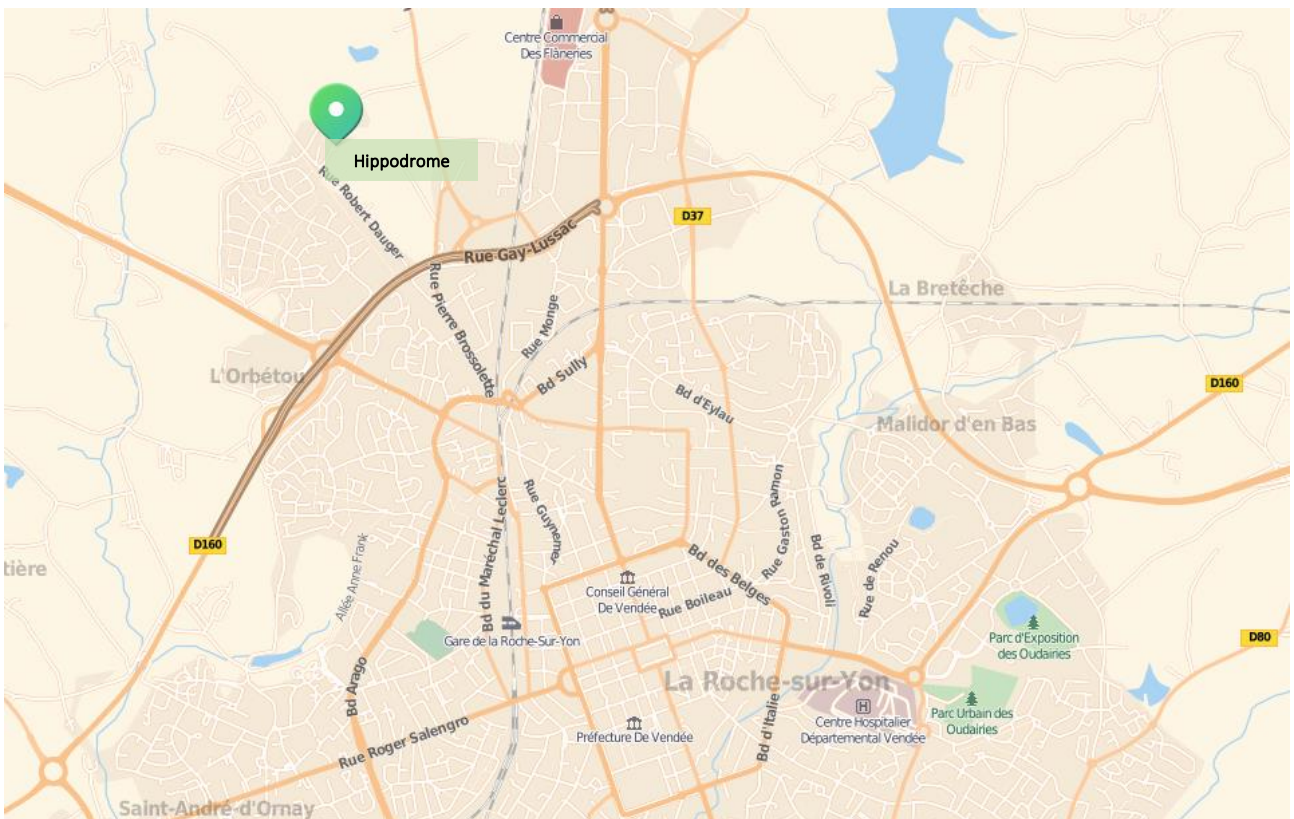 Centre Commercial
Des Flâneries
Hippodrome
Rue Robert Dauger
D37
Rue Gay-Lussac
Rue Pierre Brossolette
Rue Monge
La Bretêche
L'Orbétou
Bd Sully
Bd d'Eylau
D160
Malidor d'en Bas
Bd du Maréchal Leclerc
Rue Guynemer
Rue Gaston Ramon
D160
tière
Allée Anne Frank
Bd des Belges
Bd de Rivoli
Rue de Renou
Conseil Général
De Vendée
Rue Boileau
Gare de la Roche-Sur-Yon
Parc d'Exposition
des Oudairies
D80
Bd Arago
La Roche-sur-Yon
Bd d'Italie
Parc Urbain des
Oudairies
H
Centre Hospitalier
Départemental Vendée
Préfecture De Vendée
Rue Roger Salengro
Saint-André-d'Ornay